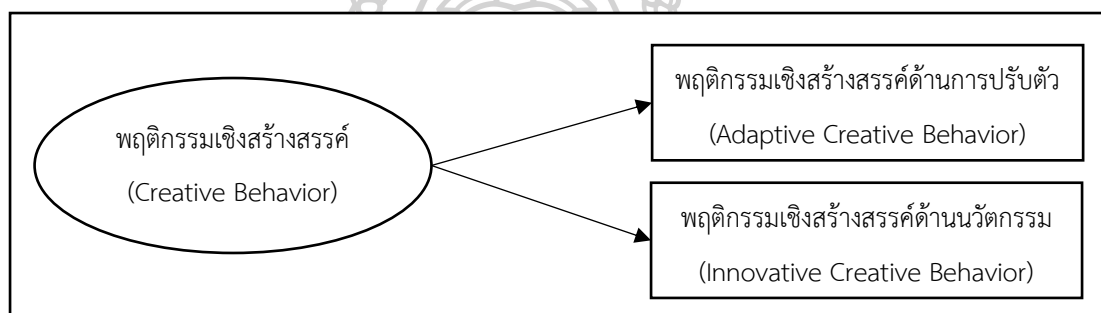 พฤติกรรมเชิงสร้างสรรค์
(Creative Behavior)
พฤติกรรมเชิงสร้างสรรค์ด้านการปรับตัว
(Adaptive Creative Behavior)
พฤติกรรมเชิงสร้างสรรค์ด้านนวัตกรรม
(Innovative Creative Behavior)